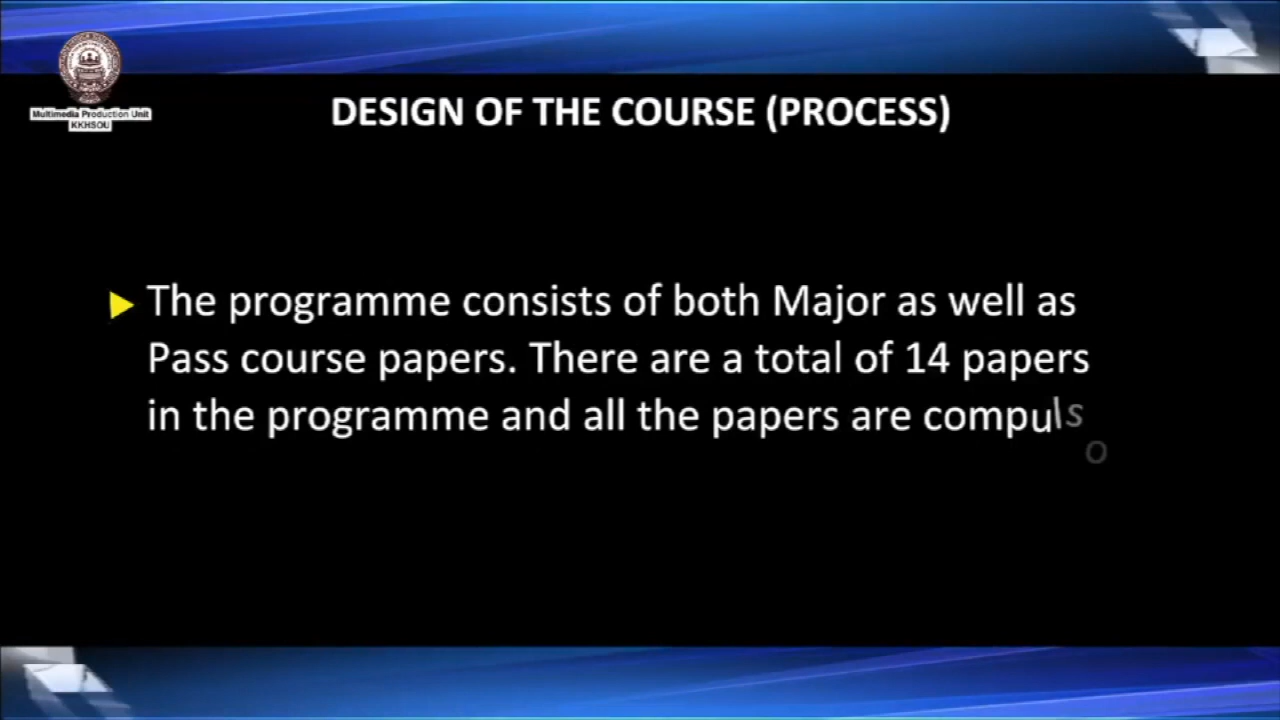 Multimedia Production Unit
KKHSOU
DESIGN OF THE COURSE (PROCESS)
The programme consists of both Major as well as
Pass course papers. There are a total of 14 papers
in the programme and all the papers are compulso